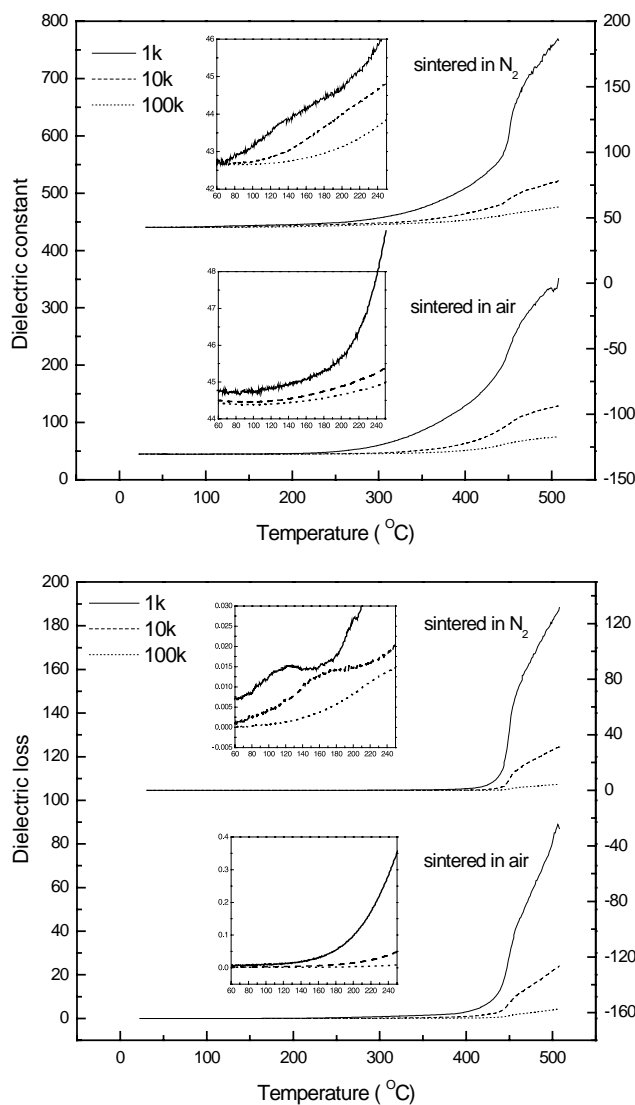 800
700
600
500
400
300
200
100
0
200
150
100
50
0
-50
-100
-150
1k
10k
100k
sintered in N2
46
45
44
43
42
60 80 100 120 140 160 180 200 220 240
48
47
46
45
44
60 80 100 120 140 160 180 200 220 240
sintered in air
Dielectric constant
0 100 200 300 400 500
Temperature ( OC)
200
180
160
140
120
100
80
60
40
20
0
120
80
40
0
-40
-80
-120
-160
1k
10k
100k
sintered in N2
0.030
0.025
0.020
0.015
0.010
0.005
0.000
-0.005
60 80 100 120 140 160 180 200 220 240
0.4
0.3
0.2
0.1
0.0
60 80 100 120 140 160 180 200 220 240
sintered in air
Dielectric loss
0 100 200 300 400 500
Temperature ( OC)